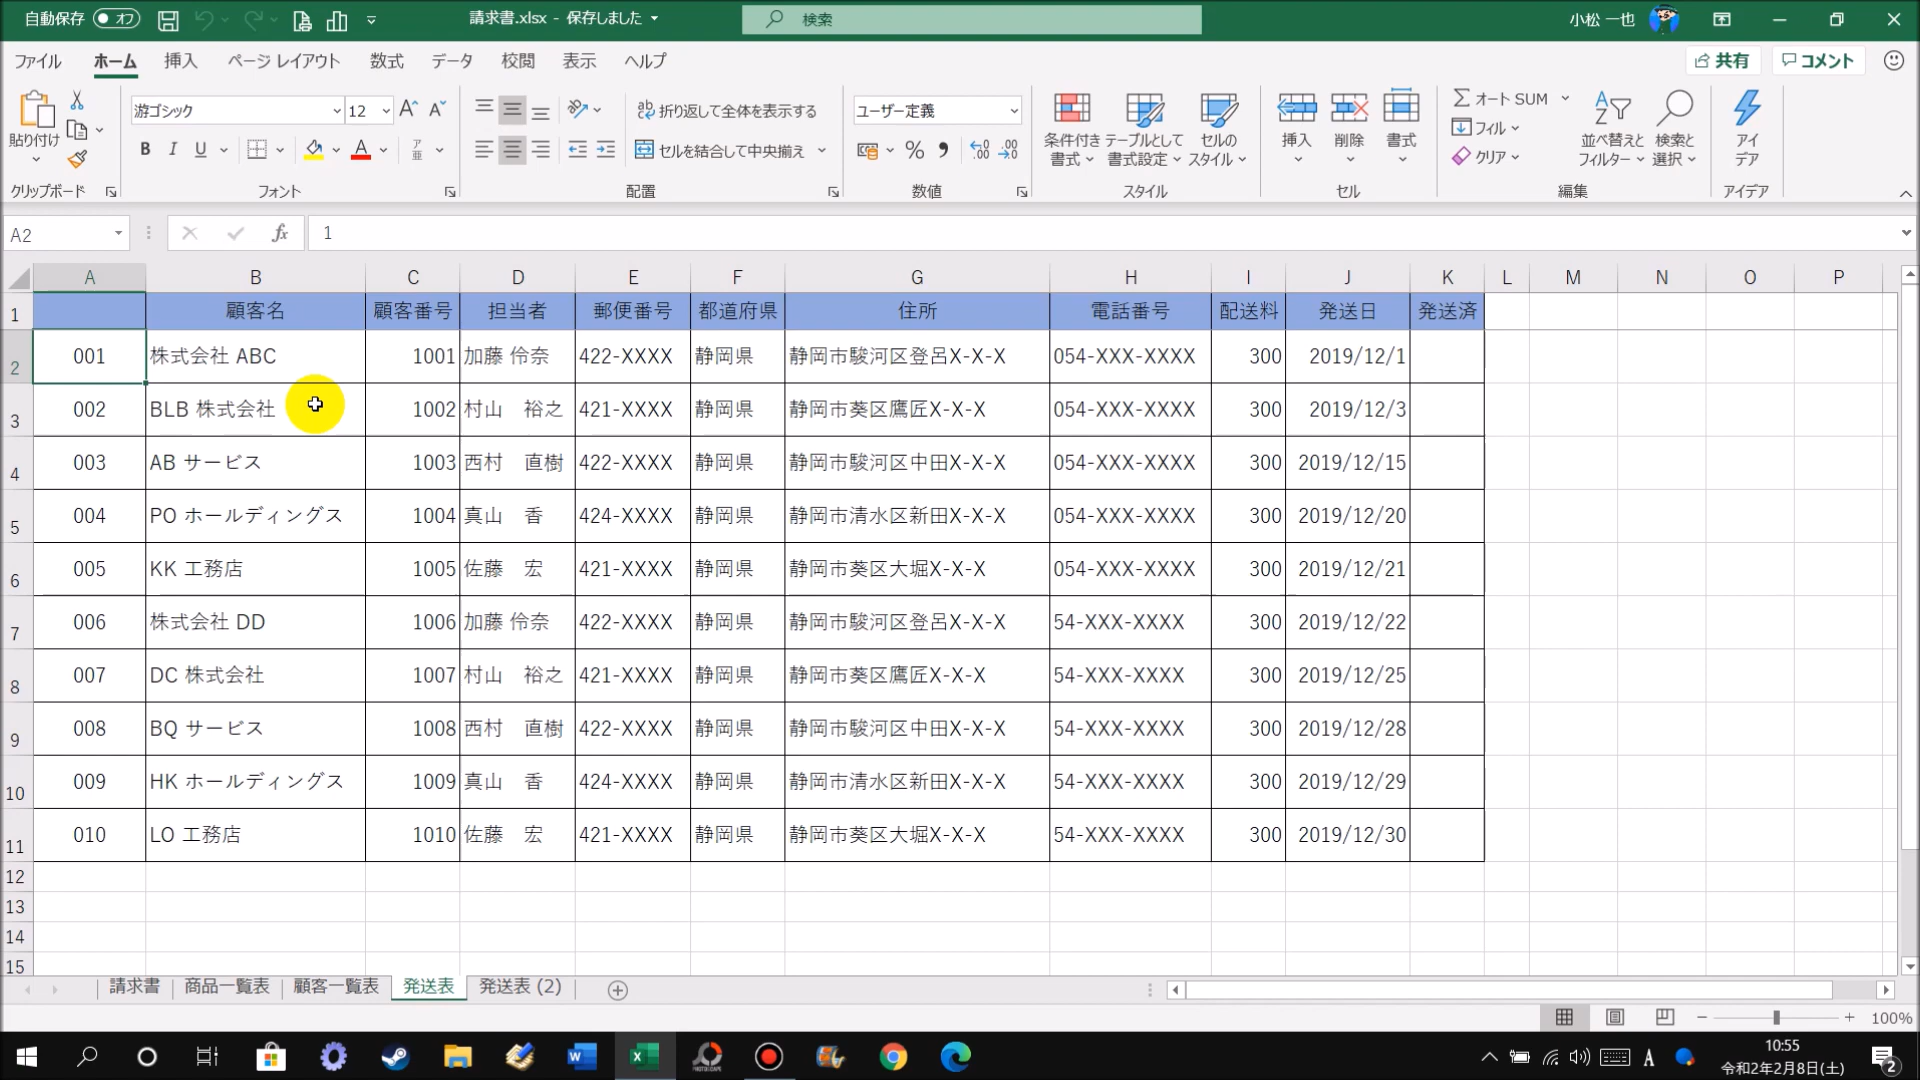 自動保存 オフ 請求書.xlsx - 保存しました 検索 小松 一也
ファイル ホーム 挿入 ページ レイアウト 数式 データ 校閲 表示 ヘルプ 共有 コメント
貼り付け 游ゴシック 12 A A 折り返して全体を表示する ユーザー定義 条件付き書式 テーブルとして書式設定 セルのスタイル 挿入 削除 書式 オート SUM 並べ替えとフィルター 検索と選択 アイデア
B I U A セルを結合して中央揃え % フィル
クリア
クリップボード フォント 配置 数値 スタイル セル 編集 アイデア
A2 fx 1
A B C D E F G H I J K L M N O P
1 顧客名 顧客番号 担当者 郵便番号 都道府県 住所 電話番号 配送料 発送日 発送済
2 001 株式会社 ABC 1001 加藤 伶奈 422-XXXX 静岡県 静岡市駿河区登呂X-X-X 054-XXX-XXXX 300 2019/12/1
3 002 BLB 株式会社 1002 村山　裕之 421-XXXX 静岡県 静岡市葵区鷹匠X-X-X 054-XXX-XXXX 300 2019/12/3
4 003 AB サービス 1003 西村　直樹 422-XXXX 静岡県 静岡市駿河区中田X-X-X 054-XXX-XXXX 300 2019/12/15
5 004 PO ホールディングス 1004 真山　香 424-XXXX 静岡県 静岡市清水区新田X-X-X 054-XXX-XXXX 300 2019/12/20
6 005 KK 工務店 1005 佐藤　宏 421-XXXX 静岡県 静岡市葵区大堀X-X-X 054-XXX-XXXX 300 2019/12/21
7 006 株式会社 DD 1006 加藤 伶奈 422-XXXX 静岡県 静岡市駿河区登呂X-X-X 54-XXX-XXXX 300 2019/12/22
8 007 DC 株式会社 1007 村山　裕之 421-XXXX 静岡県 静岡市葵区鷹匠X-X-X 54-XXX-XXXX 300 2019/12/25
9 008 BQ サービス 1008 西村　直樹 422-XXXX 静岡県 静岡市駿河区中田X-X-X 54-XXX-XXXX 300 2019/12/28
10 009 HK ホールディングス 1009 真山　香 424-XXXX 静岡県 静岡市清水区新田X-X-X 54-XXX-XXXX 300 2019/12/29
11 010 LO 工務店 1010 佐藤　宏 421-XXXX 静岡県 静岡市葵区大堀X-X-X 54-XXX-XXXX 300 2019/12/30
12
13
14
15
請求書 商品一覧表 顧客一覧表 発送表 発送表 (2)
100%
A 10:55
令和2年2月8日(土) 2